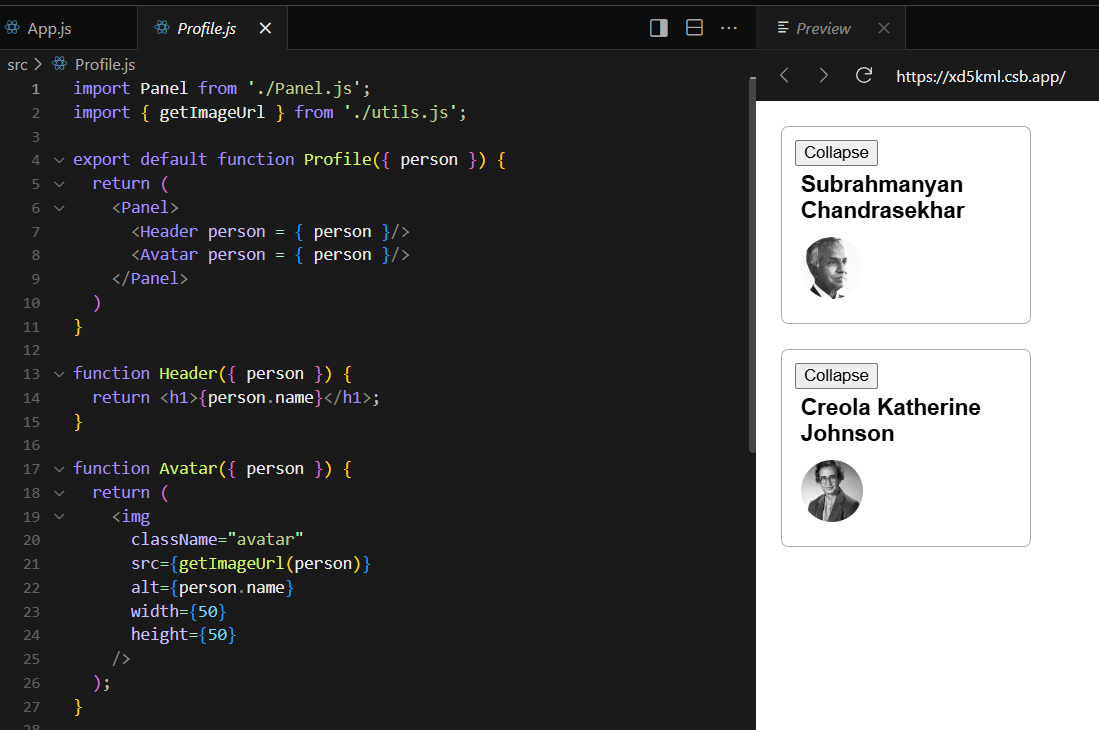 App.js
Profile.js
Preview
src > Profile.js
https://xd5kml.csb.app/
1 import Panel from './Panel.js';
2 import { getImageUrl } from './utils.js';
3
4 export default function Profile({ person }) {
5   return (
6     <Panel>
7       <Header person = { person }/>
8       <Avatar person = { person }/>
9     </Panel>
10   )
11 }
12
13 function Header({ person }) {
14   return <h1>{person.name}</h1>;
15 }
16
17 function Avatar({ person }) {
18   return (
19     <img
20       className="avatar"
21       src={getImageUrl(person)}
22       alt={person.name}
23       width={50}
24       height={50}
25     />
26   );
27 }
28
Collapse
Subrahmanyan
Chandrasekhar
Collapse
Creola Katherine
Johnson